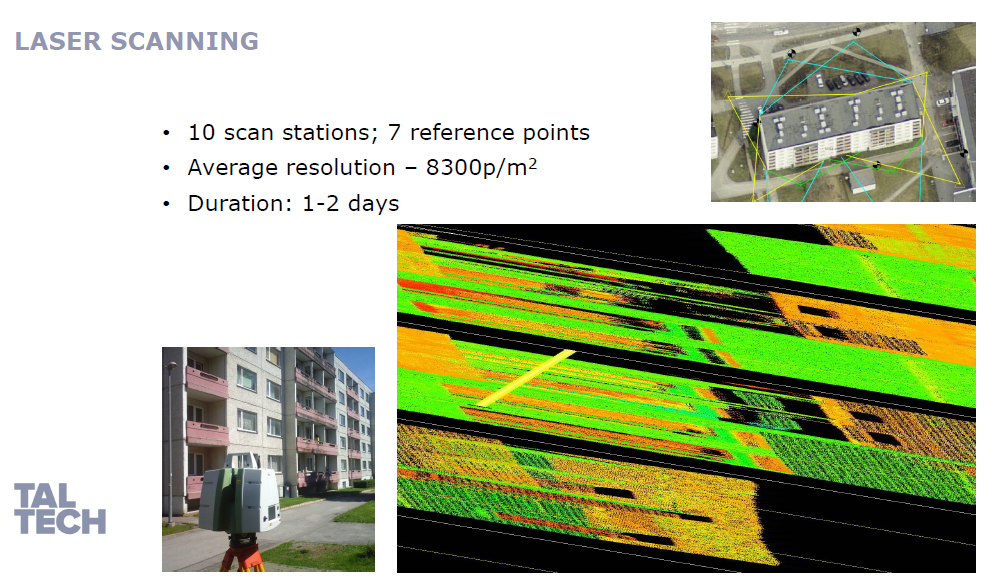 LASER SCANNING
• 10 scan stations; 7 reference points
• Average resolution – 8300p/m²
• Duration: 1-2 days
TAL
TECH